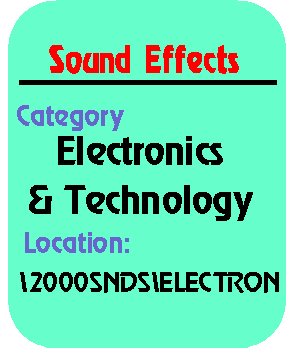 Sound Effects
Category
Electronics
& Technology
Location:
\2000SNDS\ELECTRON